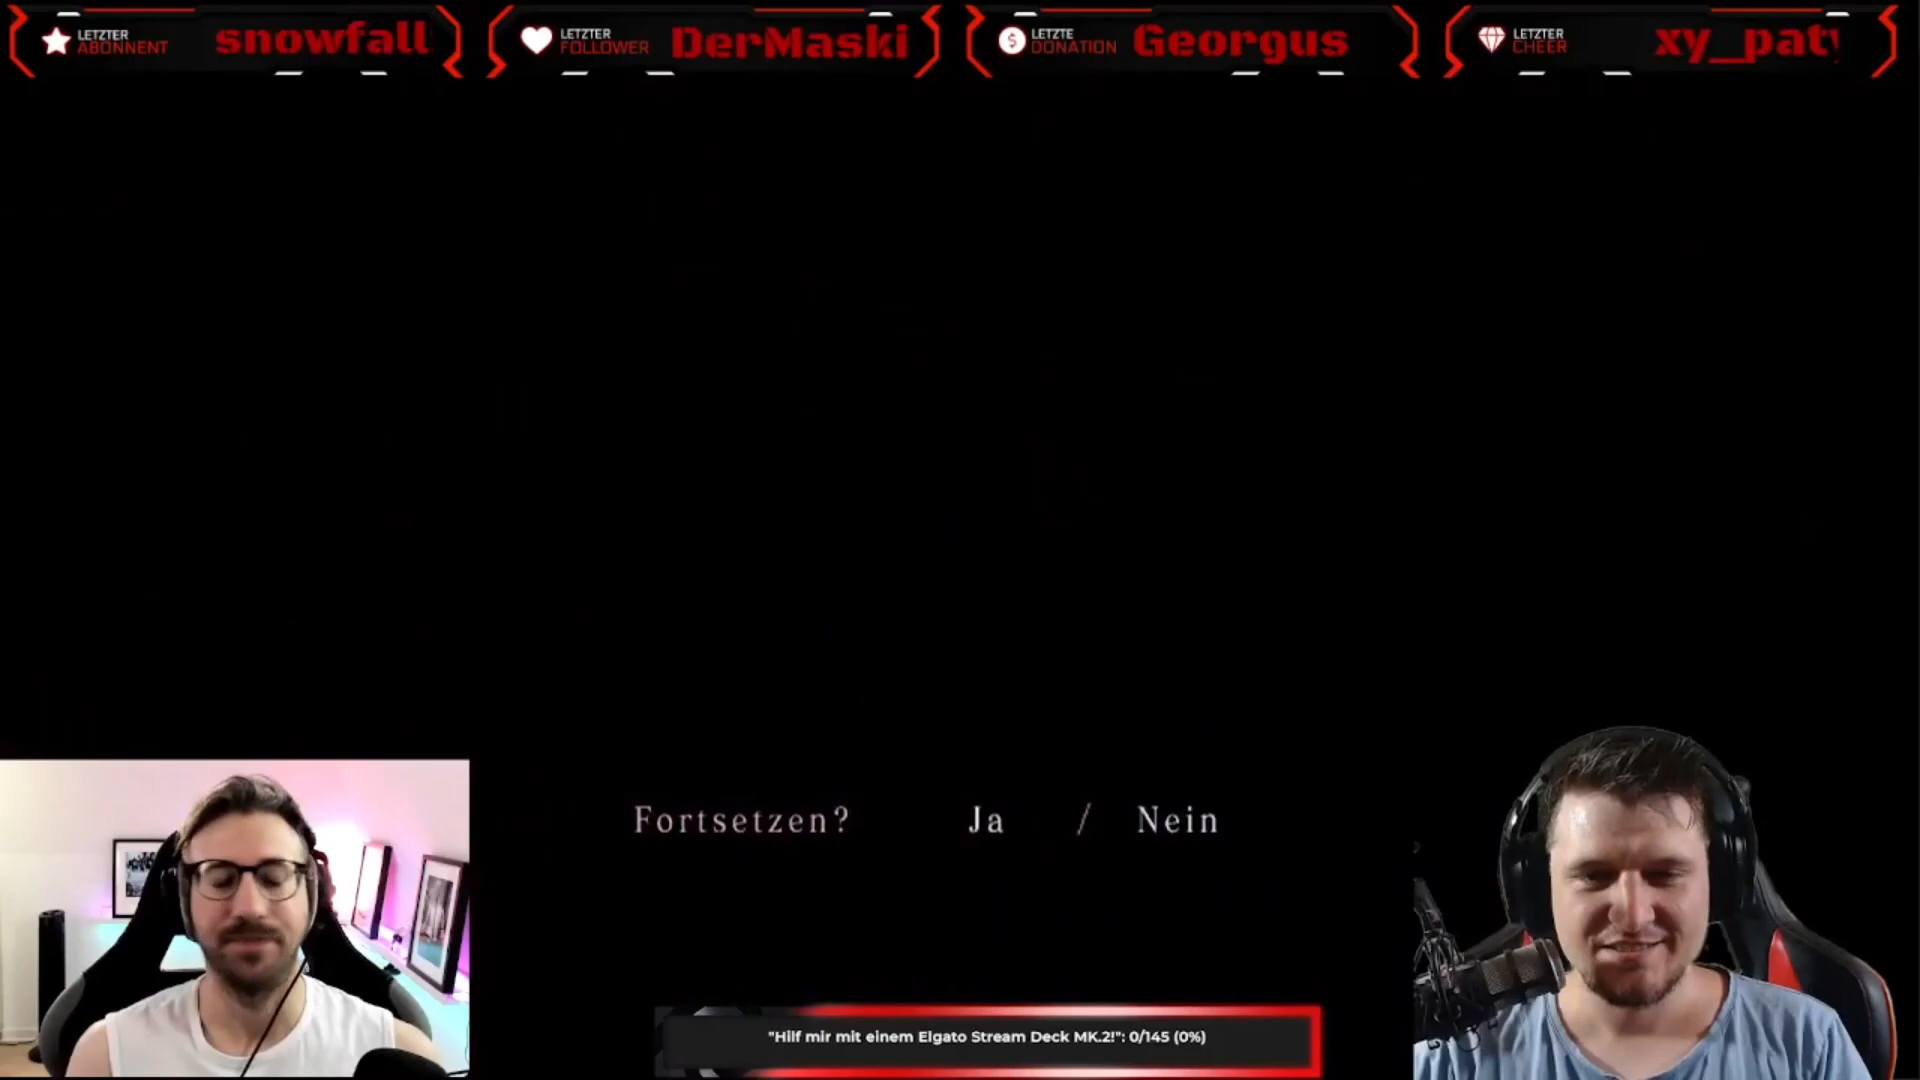 LETZTER
ABONNENT
snowfall
LETZTER
FOLLOWER
DerMaski
LETZTE
DONATION
Georgus
LETZTER
CHEER
Fortsetzen? Ja / Nein
"Hilf mir mit einem Elgato Stream Deck MK.2!": 0/145 (0%)